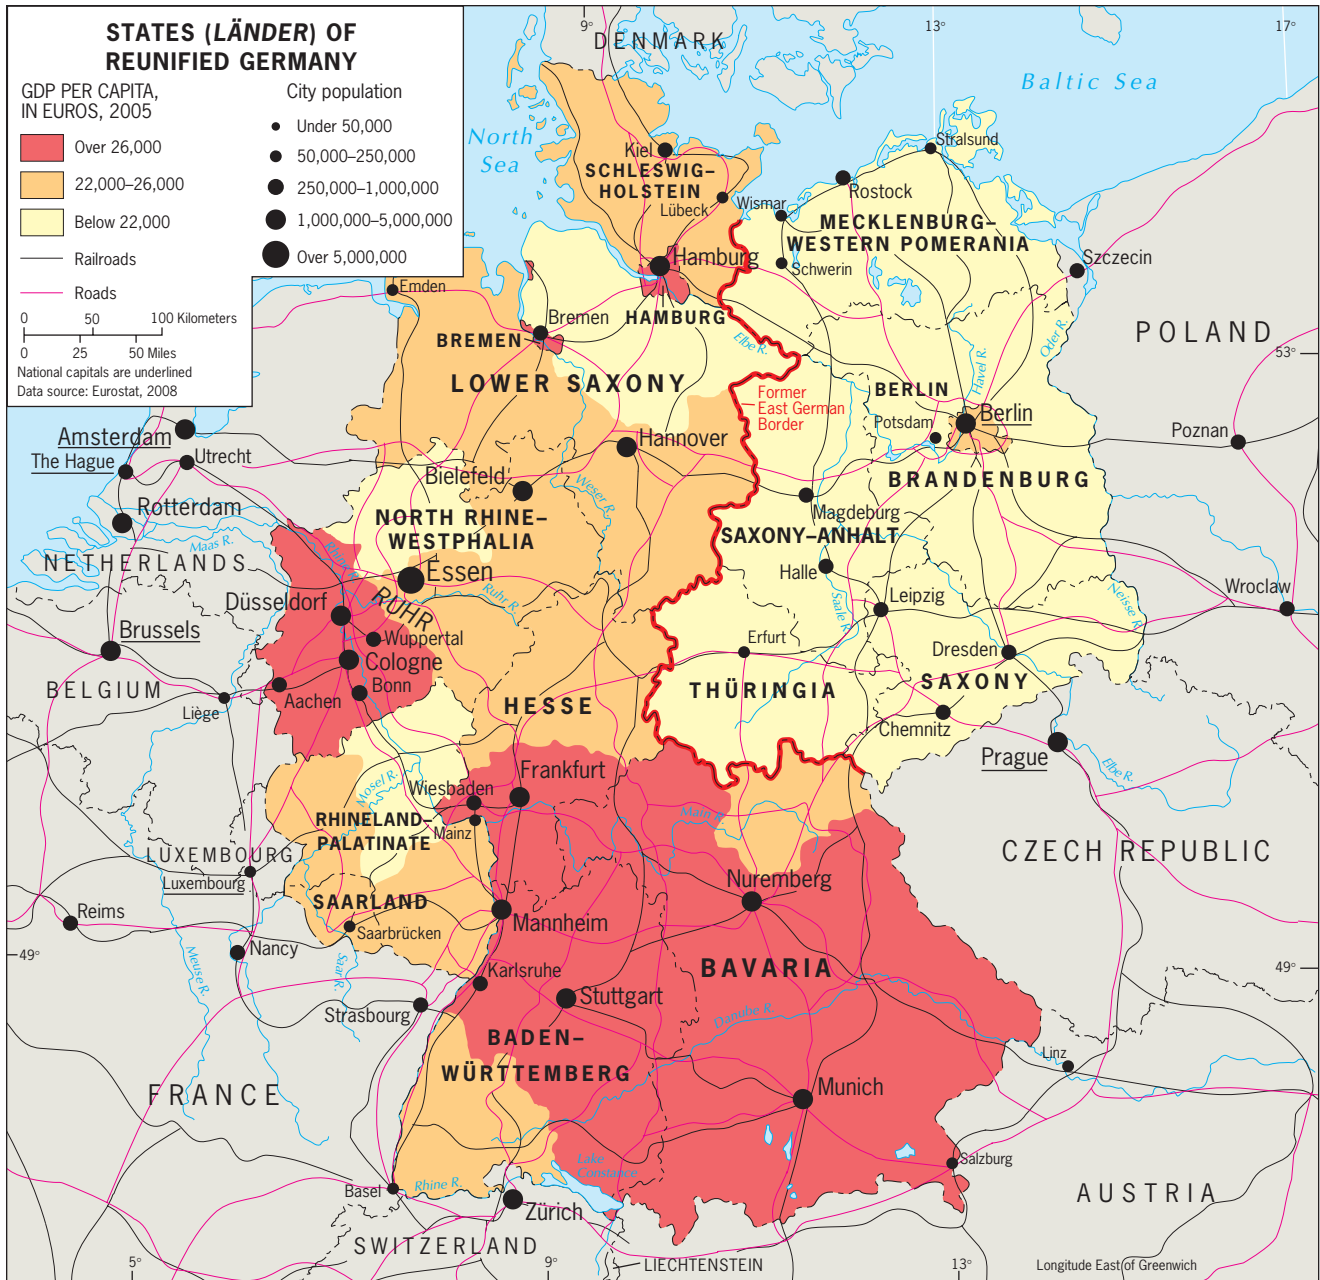 STATES (LÄNDER) OF
REUNIFIED GERMANY
GDP PER CAPITA,
IN EUROS, 2005
Over 26,000
22,000–26,000
Below 22,000
Railroads
Roads
City population
Under 50,000
50,000–250,000
250,000–1,000,000
1,000,000–5,000,000
Over 5,000,000
0 50 100 Kilometers
0 25 50 Miles
National capitals are underlined
Data source: Eurostat, 2008
9°
13°
17°
DENMARK
Baltic Sea
North
Sea
Kiel
SCHLESWIG–
HOLSTEIN
Lübeck
Wismar
Rostock
Stralsund
MECKLENBURG–
WESTERN POMERANIA
Hamburg
Schwerin
Szczecin
Emden
Bremen
HAMBURG
BREMEN
Elbe R.
Oder R.
Havel R.
POLAND
53°
LOWER SAXONY
Former
East German
Border
BERLIN
Berlin
Potsdam
Amsterdam
The Hague
Utrecht
Hannover
Poznan
Bielefeld
Weser R.
BRANDENBURG
Rotterdam
Magdeburg
NORTH RHINE–
WESTPHALIA
SAXONY–ANHALT
Maas R.
Rhine R.
NETHERLANDS
Essen
Halle
Wroclaw
Düsseldorf
RUHR
Ruhr R.
Saale R.
Leipzig
Neisse R.
Brussels
Wuppertal
Erfurt
Dresden
Cologne
BELGIUM
Aachen
Bonn
THÜRINGIA
SAXONY
Liège
HESSE
Chemnitz
Prague
Elbe R.
Frankfurt
Mosel R.
Wiesbaden
Main R.
RHINELAND–
PALATINATE
Mainz
LUXEMBOURG
Luxembourg
CZECH REPUBLIC
Nuremberg
SAARLAND
Reims
Mannheim
Saarbrücken
Nancy
49°
49°
Meuse R.
Saar R.
Karlsruhe
BAVARIA
Strasbourg
Stuttgart
Danube R.
BADEN–
WÜRTTEMBERG
Linz
FRANCE
Munich
Lake
Constance
Salzburg
Basel
Rhine R.
Zürich
AUSTRIA
SWITZERLAND
LIECHTENSTEIN
5°
9°
13°
Longitude East of Greenwich